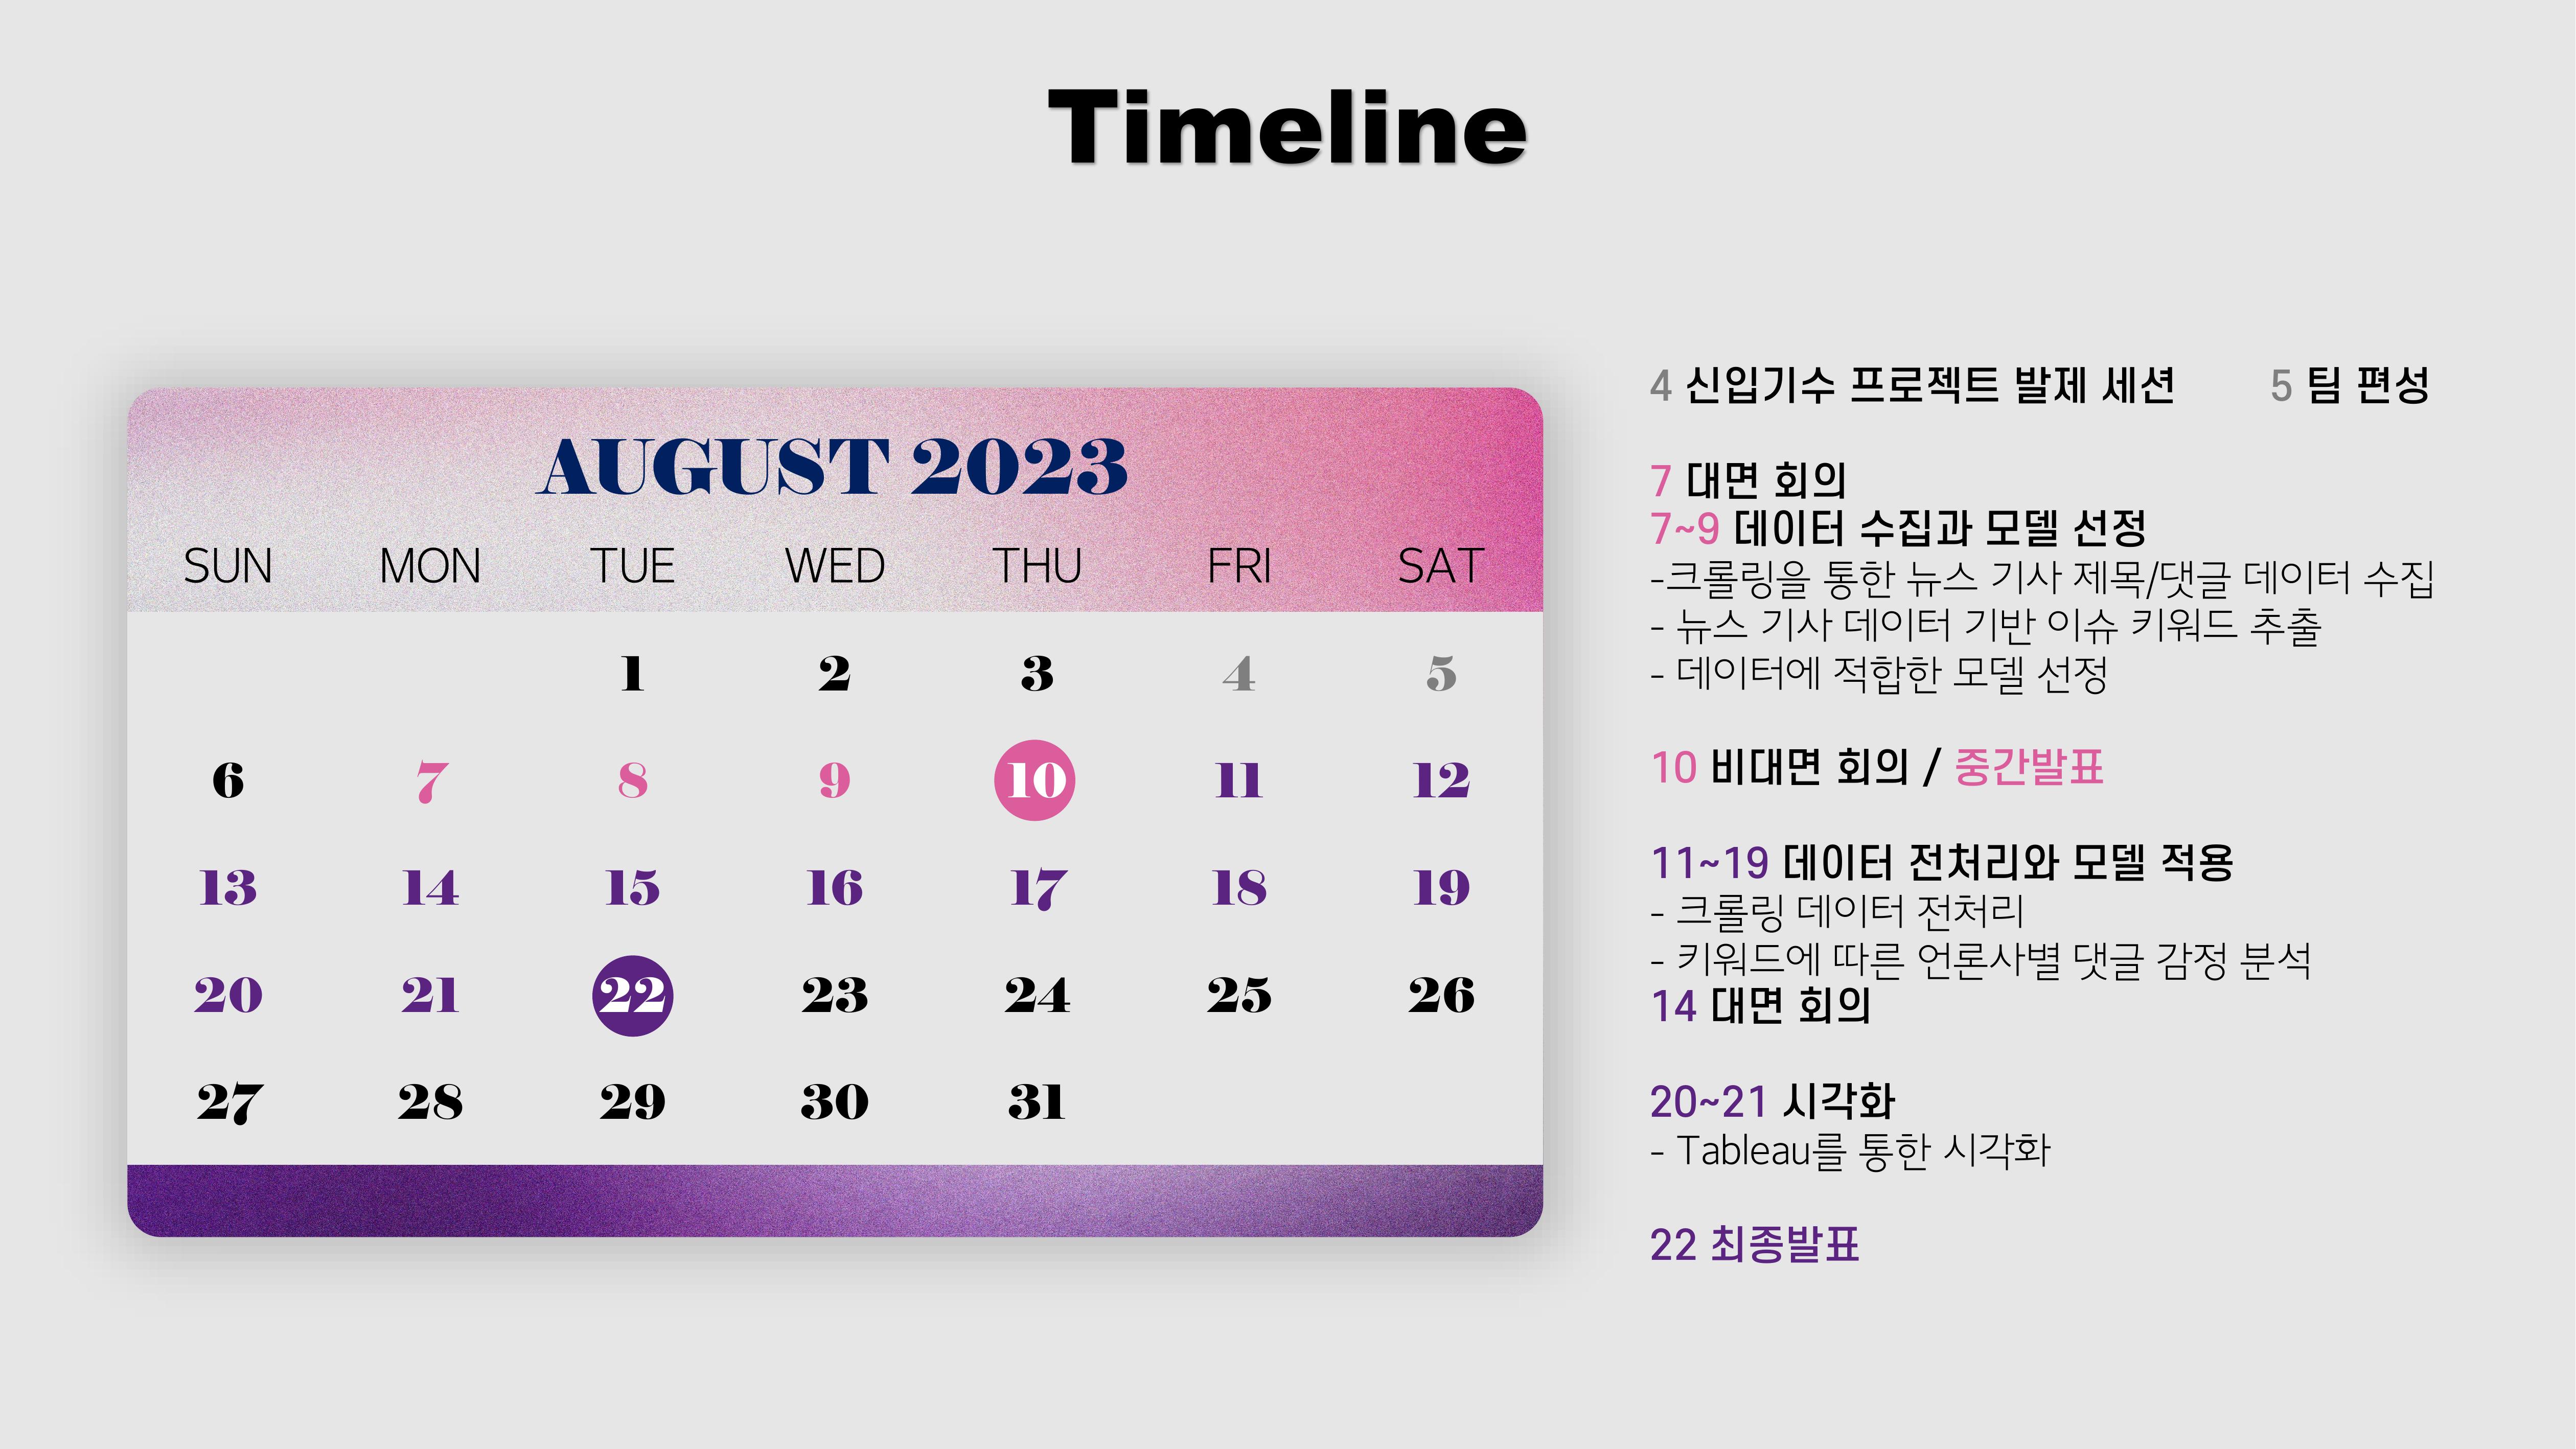 Timeline
AUGUST 2023
SUN MON TUE WED THU FRI SAT
1 2 3 4 5
6 7 8 9 10 11 12
13 14 15 16 17 18 19
20 21 22 23 24 25 26
27 28 29 30 31
4 신입기수 프로젝트 발제 세션 5 팀 편성
7 대면 회의
7~9 데이터 수집과 모델 선정
-크롤링을 통한 뉴스 기사 제목/댓글 데이터 수집
- 뉴스 기사 데이터 기반 이슈 키워드 추출
- 데이터에 적합한 모델 선정
10 비대면 회의 / 중간발표
11~19 데이터 전처리와 모델 적용
- 크롤링 데이터 전처리
- 키워드에 따른 언론사별 댓글 감정 분석
14 대면 회의
20~21 시각화
- Tableau를 통한 시각화
22 최종발표